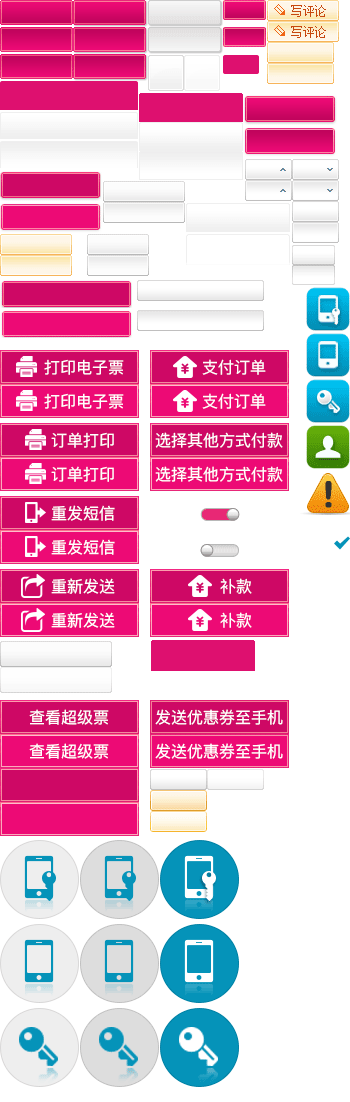 写评论
写评论
打印电子票
支付订单
打印电子票
支付订单
订单打印
选择其他方式付款
订单打印
选择其他方式付款
重发短信
重发短信
重新发送
补款
重新发送
补款
查看超级票
发送优惠券至手机
查看超级票
发送优惠券至手机